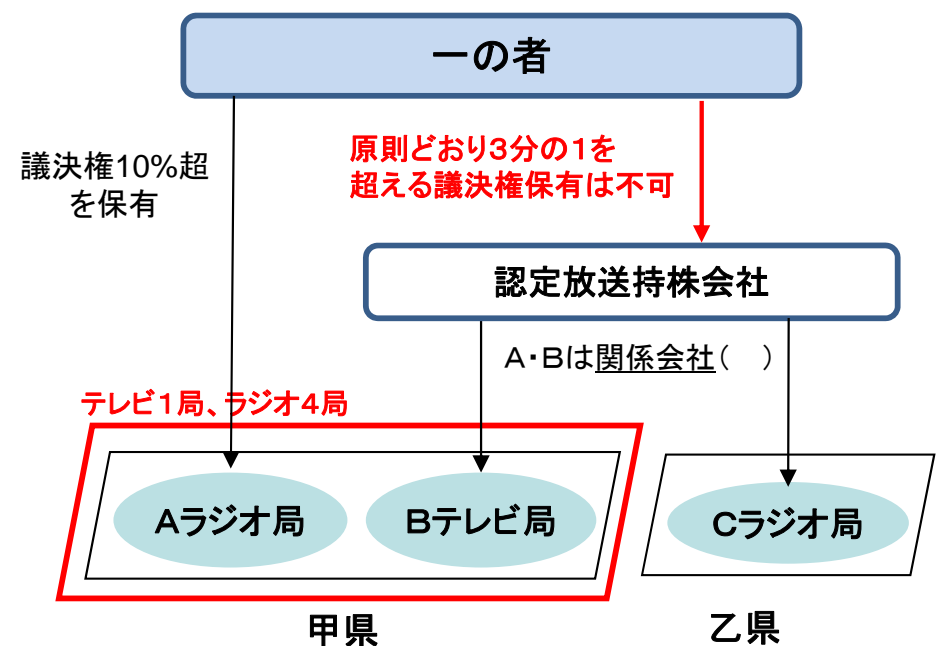 一の者
議決権10%超
を保有
原則どおり3分の1を
超える議決権保有は不可
認定放送持株会社
A・Bは関係会社(　)
テレビ1局、ラジオ4局
Aラジオ局
Bテレビ局
Cラジオ局
甲県
乙県